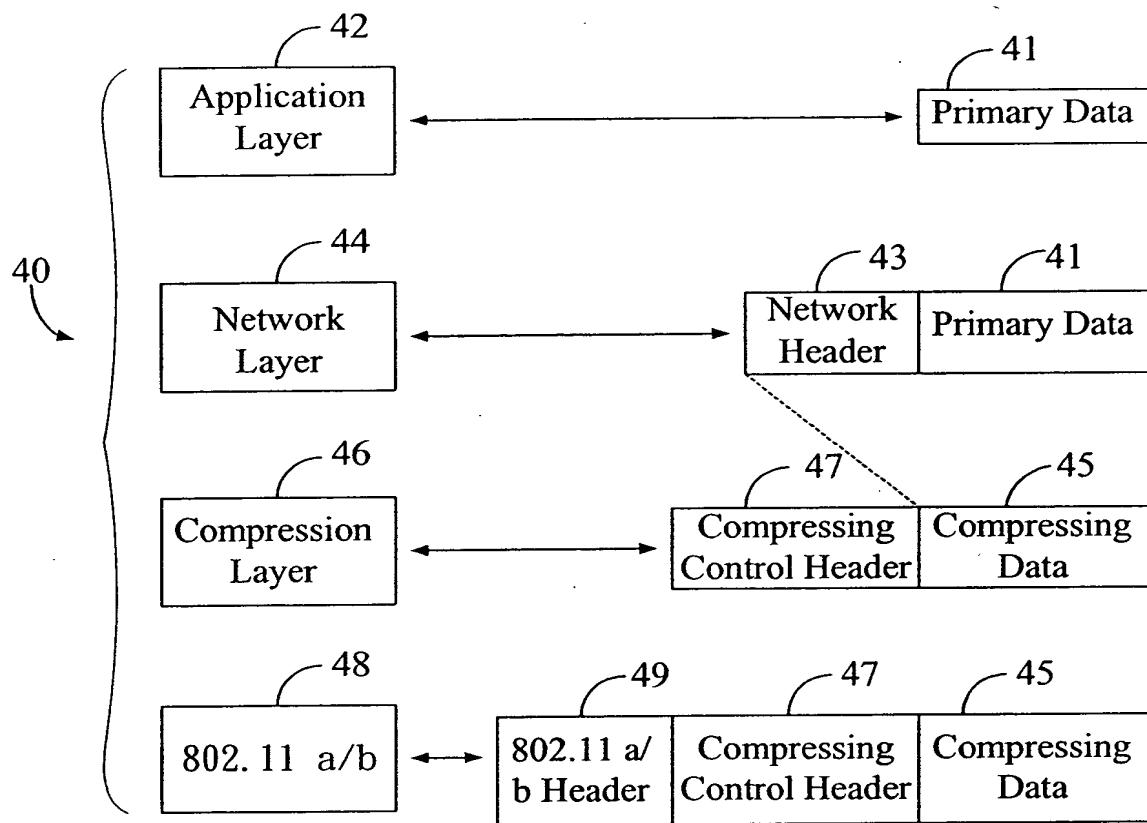 42
41
Application
Layer
Primary Data
44
43
41
40
Network
Layer
Network
Header
Primary Data
46
47
45
Compression
Layer
Compressing
Control Header
Compressing
Data
48
49
47
45
802.11 a/b
802.11 a/
b Header
Compressing
Control Header
Compressing
Data